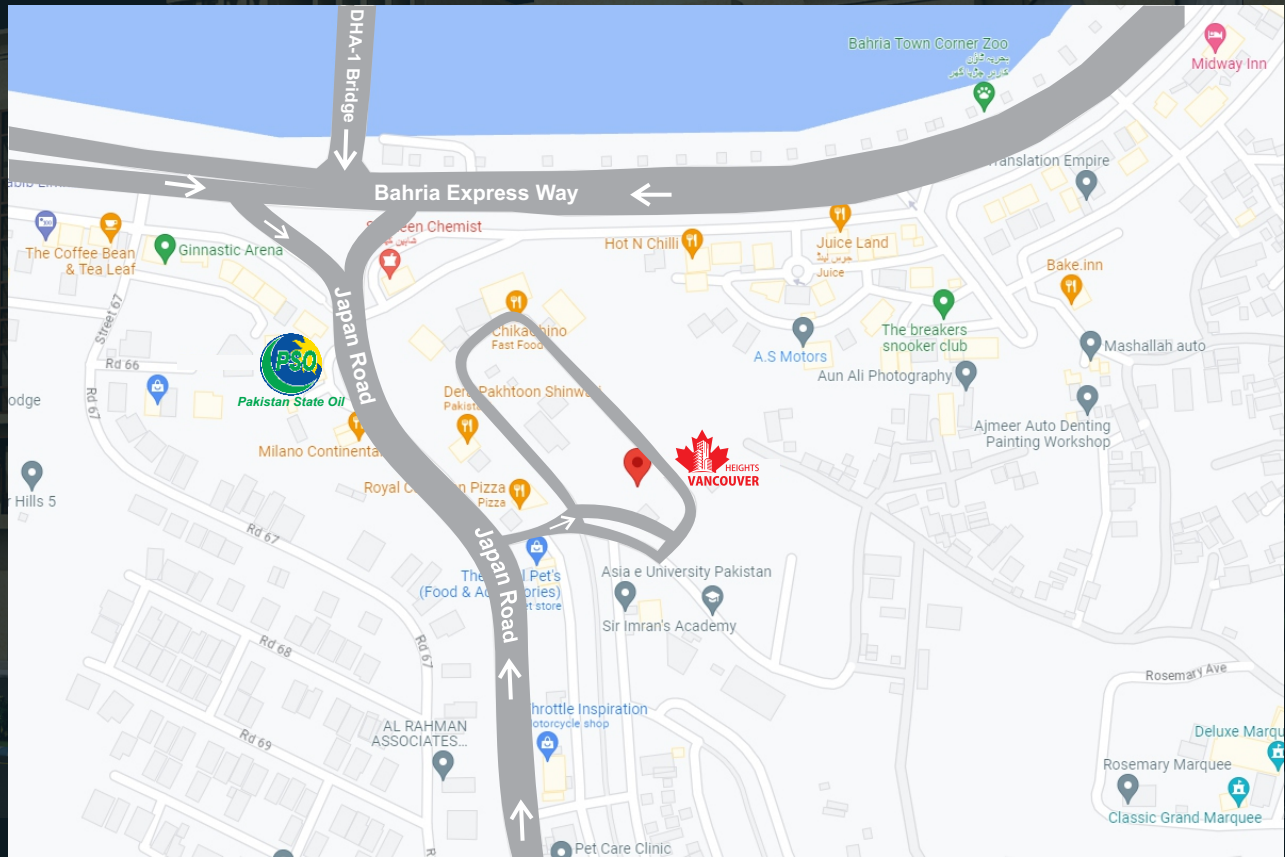 DHA-1 Bridge
Bahria Town Corner Zoo
Midway Inn
Translation Empire
Bahria Express Way
The Coffee Bean
& Tea Leaf
Ginnastic Arena
Chemist
Hot N Chilli
Juice Land
Juice
Bake.inn
Street 67
Japan Road
Chikachino
Fast Food
The breakers
snooker club
A.S Motors
Mashallah auto
Rd 66
PSO
Pakistan State Oil
Rd 67
Pakhtoon
Aun Ali Photography
Ajmeer Auto Denting
Painting Workshop
Milano Continental
HEIGHTS
VANCOUVER
Royal
Pizza
Pizza
Hills 5
Rd 67
Japan Road
The
Pet's
(Food &
Asia e University Pakistan
Sir Imran's Academy
Rd 68
Rd 67
Rosemary Ave
Throttle Inspiration
motorcycle shop
AL RAHMAN
ASSOCIATES...
Rd 69
Deluxe
Rosemary Marquee
Classic Grand Marquee
Pet Care Clinic